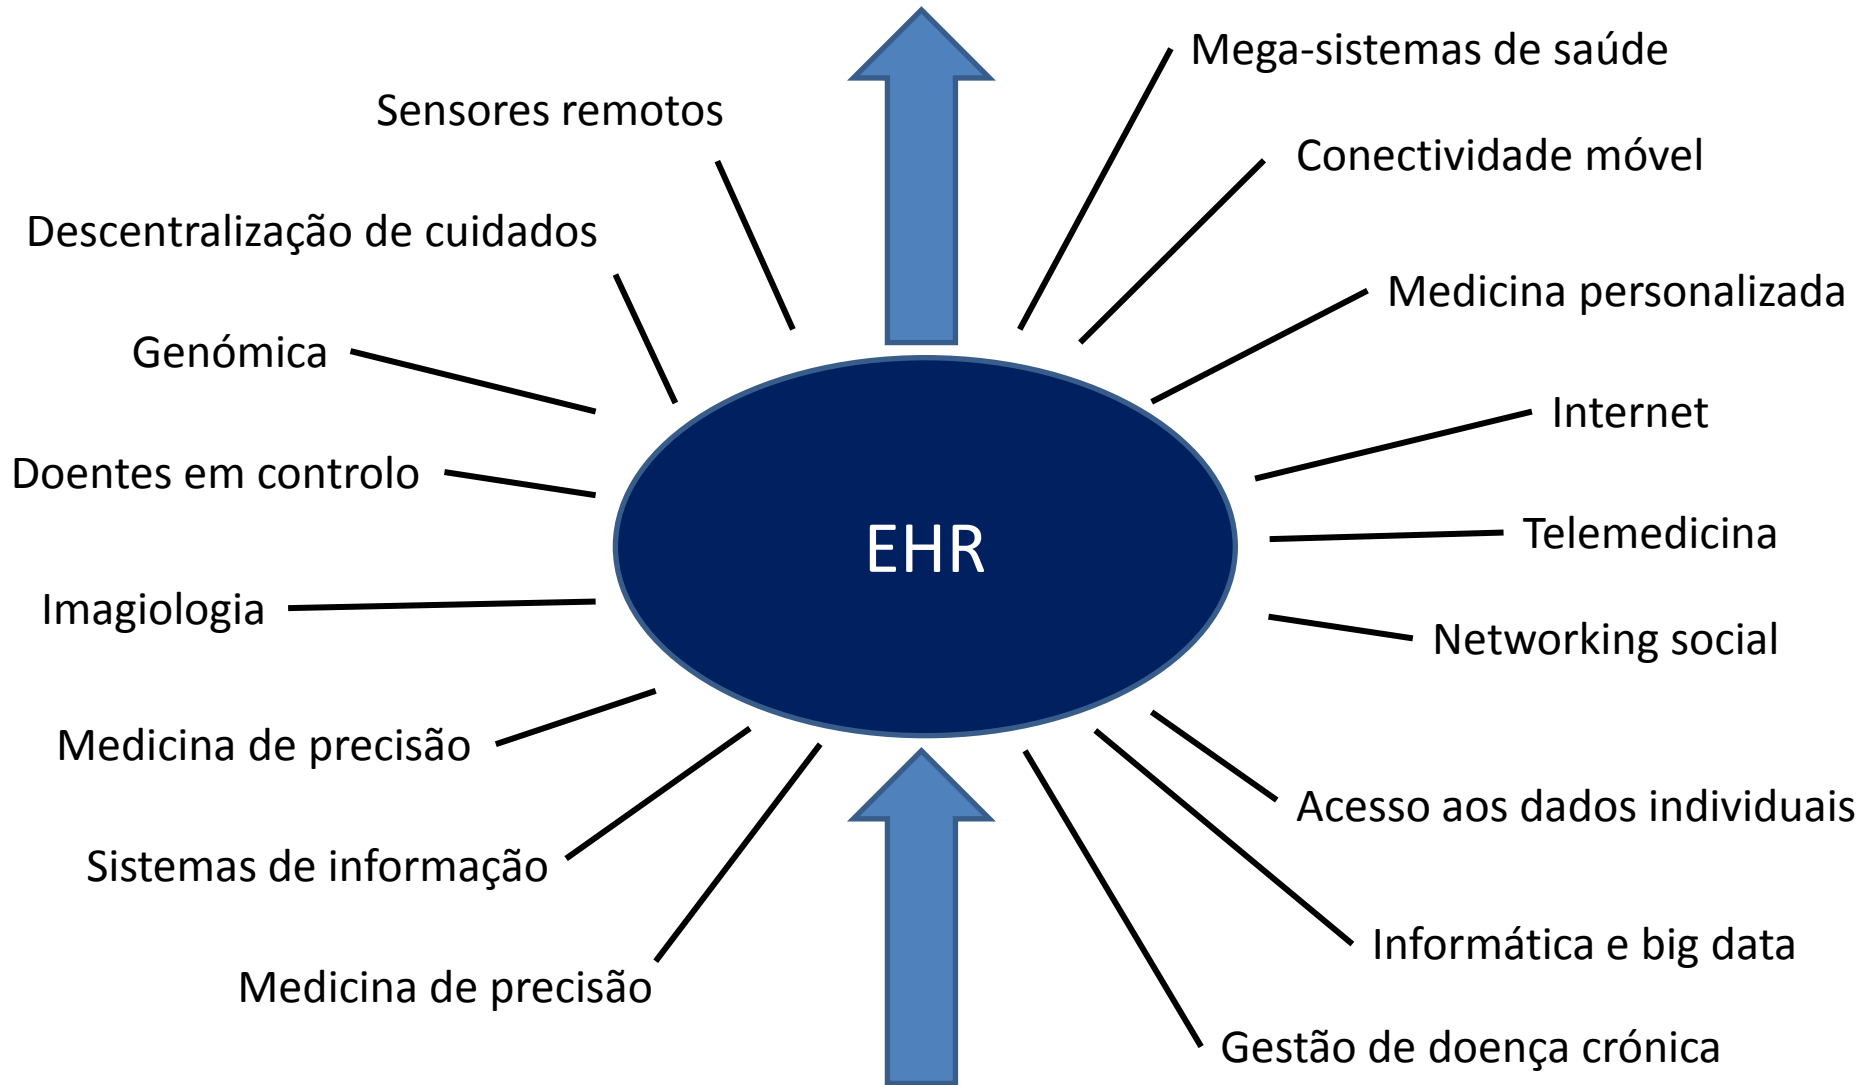 Mega-sistemas de saúde
Sensores remotos
Conectividade móvel
Descentralização de cuidados
Medicina personalizada
Genómica
Internet
Doentes em controlo
EHR
Telemedicina
Imagiologia
Networking social
Medicina de precisão
Acesso aos dados individuais
Sistemas de informação
Informática e big data
Medicina de precisão
Gestão de doença crónica